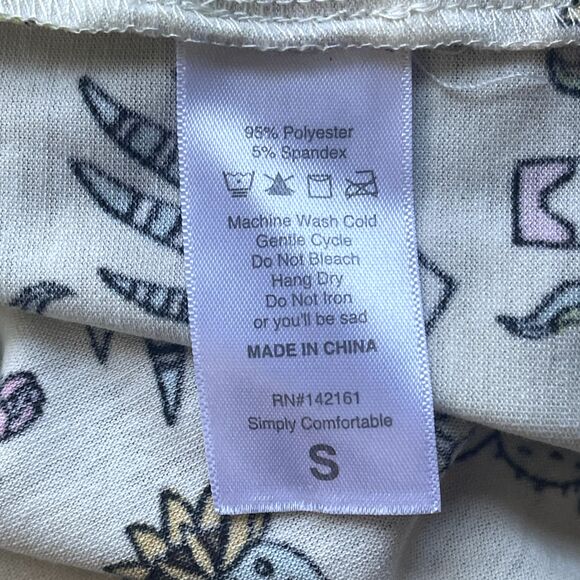 95% Polyester
5% Spandex
Machine Wash Cold
Gentle Cycle
Do Not Bleach
Hang Dry
Do Not Iron
or you'll be sad
MADE IN CHINA
RN#142161
Simply Comfortable
S